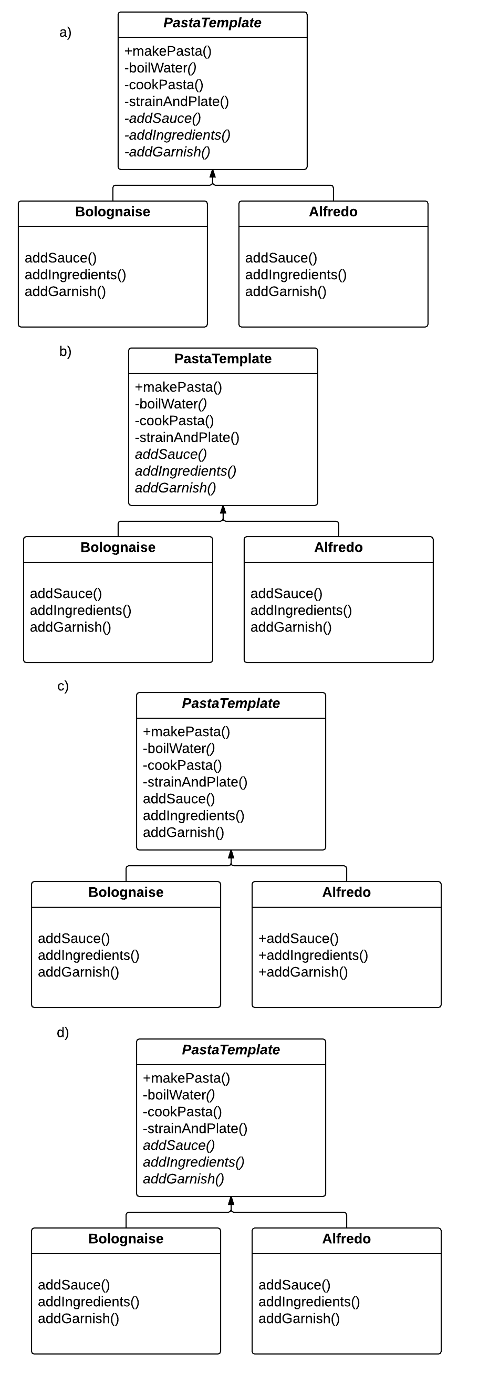 a)
PastaTemplate
+makePasta()
-boilWater()
-cookPasta()
-strainAndPlate()
-addSauce()
-addIngredients()
-addGarnish()
Bolognaise
addSauce()
addIngredients()
addGarnish()
Alfredo
addSauce()
addIngredients()
addGarnish()
b)
PastaTemplate
+makePasta()
-boilWater()
-cookPasta()
-strainAndPlate()
addSauce()
addIngredients()
addGarnish()
Bolognaise
addSauce()
addIngredients()
addGarnish()
Alfredo
addSauce()
addIngredients()
addGarnish()
c)
PastaTemplate
+makePasta()
-boilWater()
-cookPasta()
-strainAndPlate()
addSauce()
addIngredients()
addGarnish()
Bolognaise
addSauce()
addIngredients()
addGarnish()
Alfredo
+addSauce()
+addIngredients()
+addGarnish()
d)
PastaTemplate
+makePasta()
-boilWater()
-cookPasta()
-strainAndPlate()
addSauce()
addIngredients()
addGarnish()
Bolognaise
addSauce()
addIngredients()
addGarnish()
Alfredo
addSauce()
addIngredients()
addGarnish()